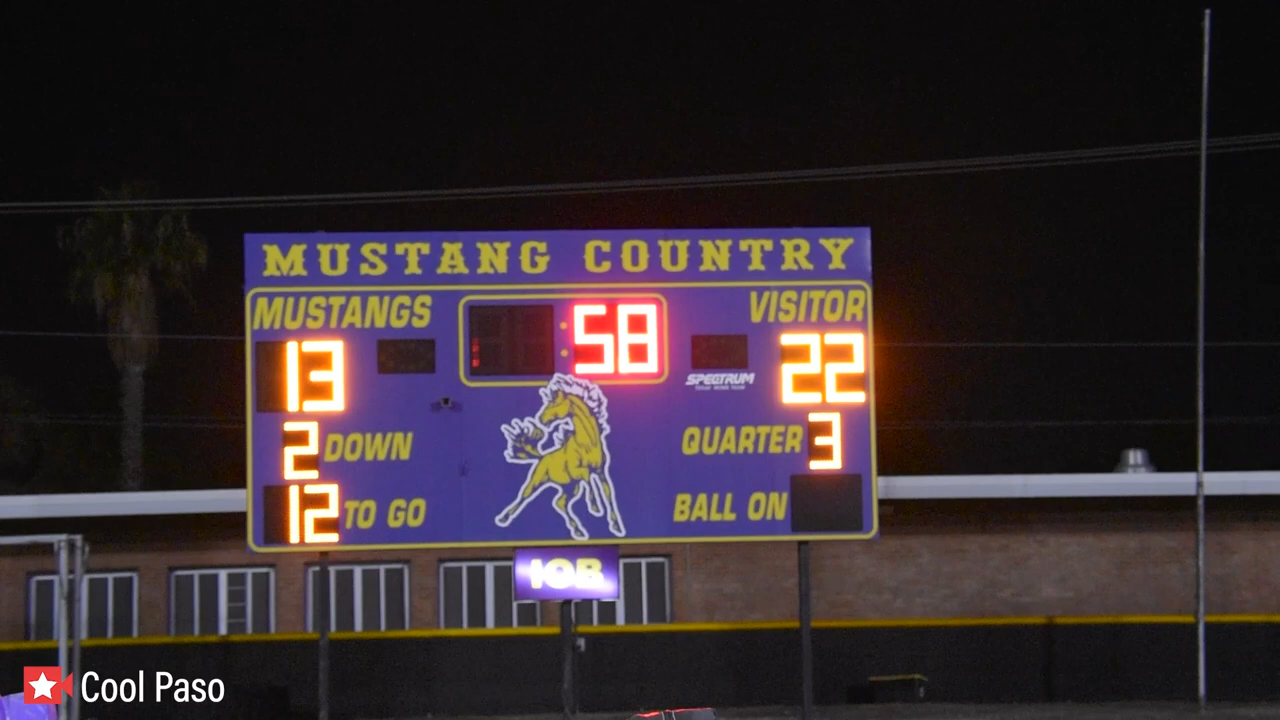 MUSTANG COUNTRY
MUSTANGS
:58
VISITOR
13
22
SPECTRUM
2 DOWN
QUARTER 3
12 TO GO
BALL ON
Cool Paso